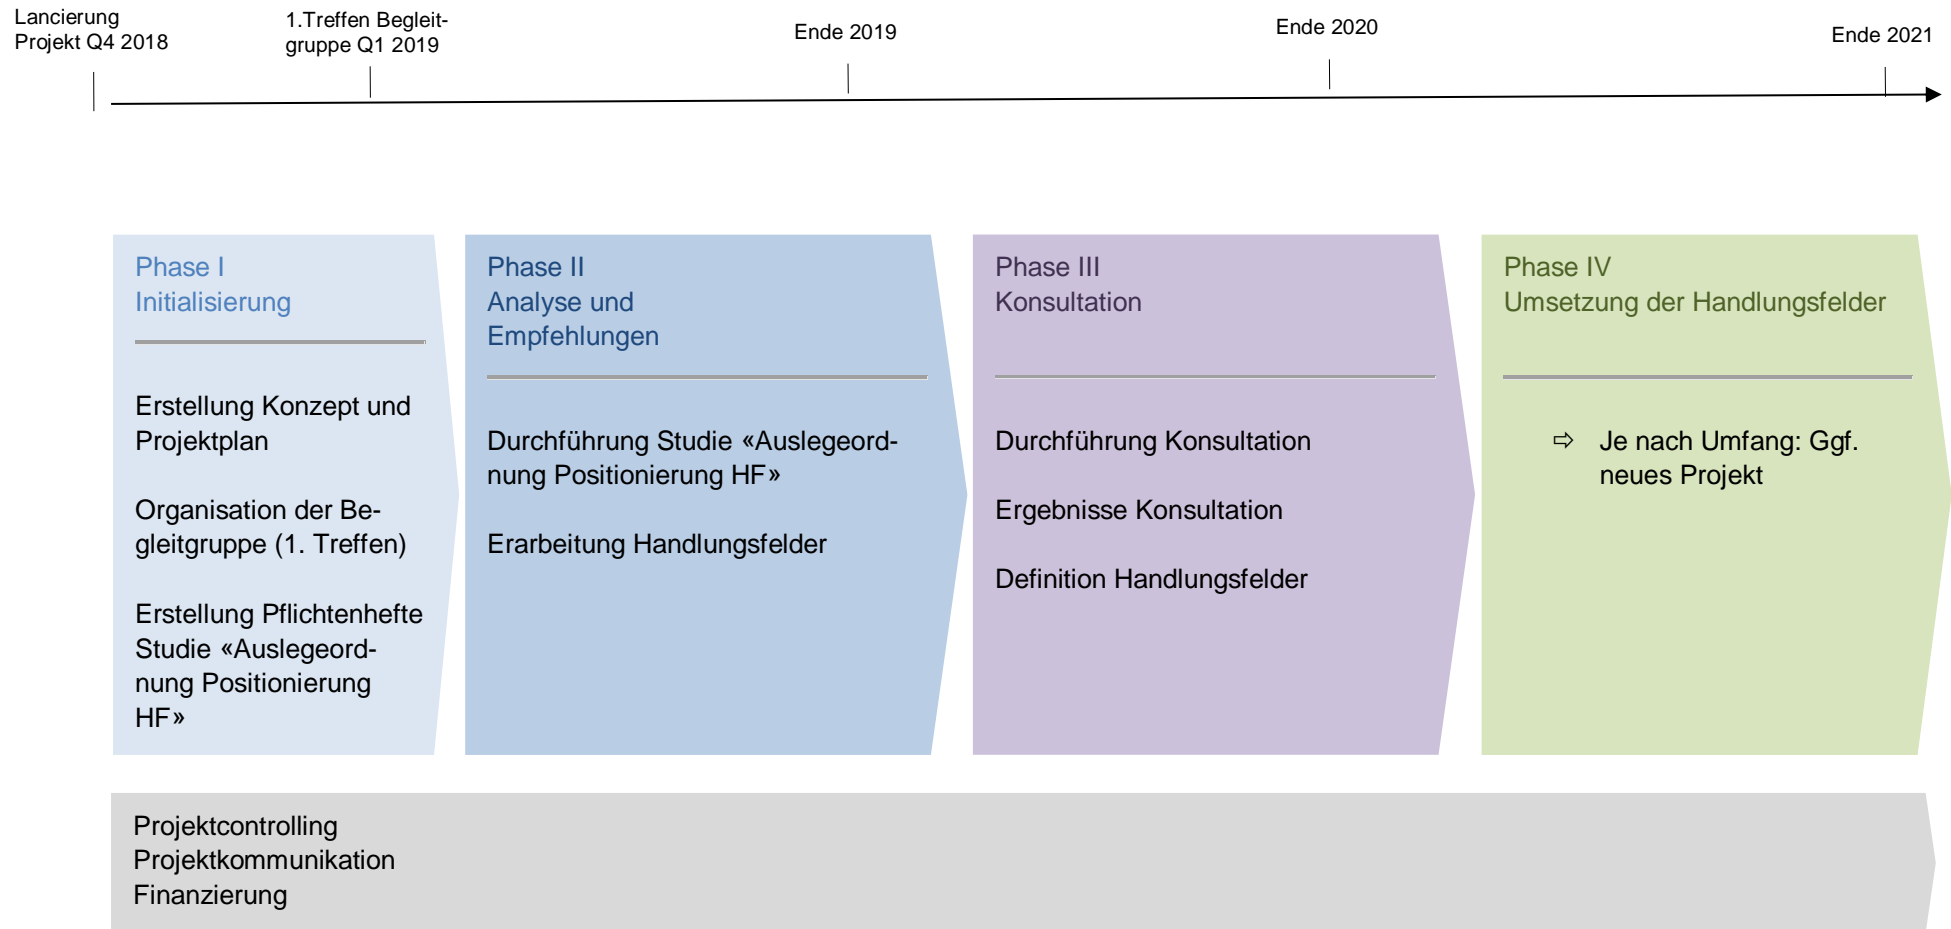 Lancierung
Projekt Q4 2018
1.Treffen Begleit-
gruppe Q1 2019
Ende 2019
Ende 2020
Ende 2021
Phase I
Initialisierung
Erstellung Konzept und
Projektplan
Organisation der Be-
gleitgruppe (1. Treffen)
Erstellung Pflichtenhefte
Studie «Auslegeord-
nung Positionierung
HF»
Phase II
Analyse und
Empfehlungen
Durchführung Studie «Auslegeord-
nung Positionierung HF»
Erarbeitung Handlungsfelder
Phase III
Konsultation
Durchführung Konsultation
Ergebnisse Konsultation
Definition Handlungsfelder
Phase IV
Umsetzung der Handlungsfelder
⇨ Je nach Umfang: Ggf.
neues Projekt
Projektcontrolling
Projektkommunikation
Finanzierung